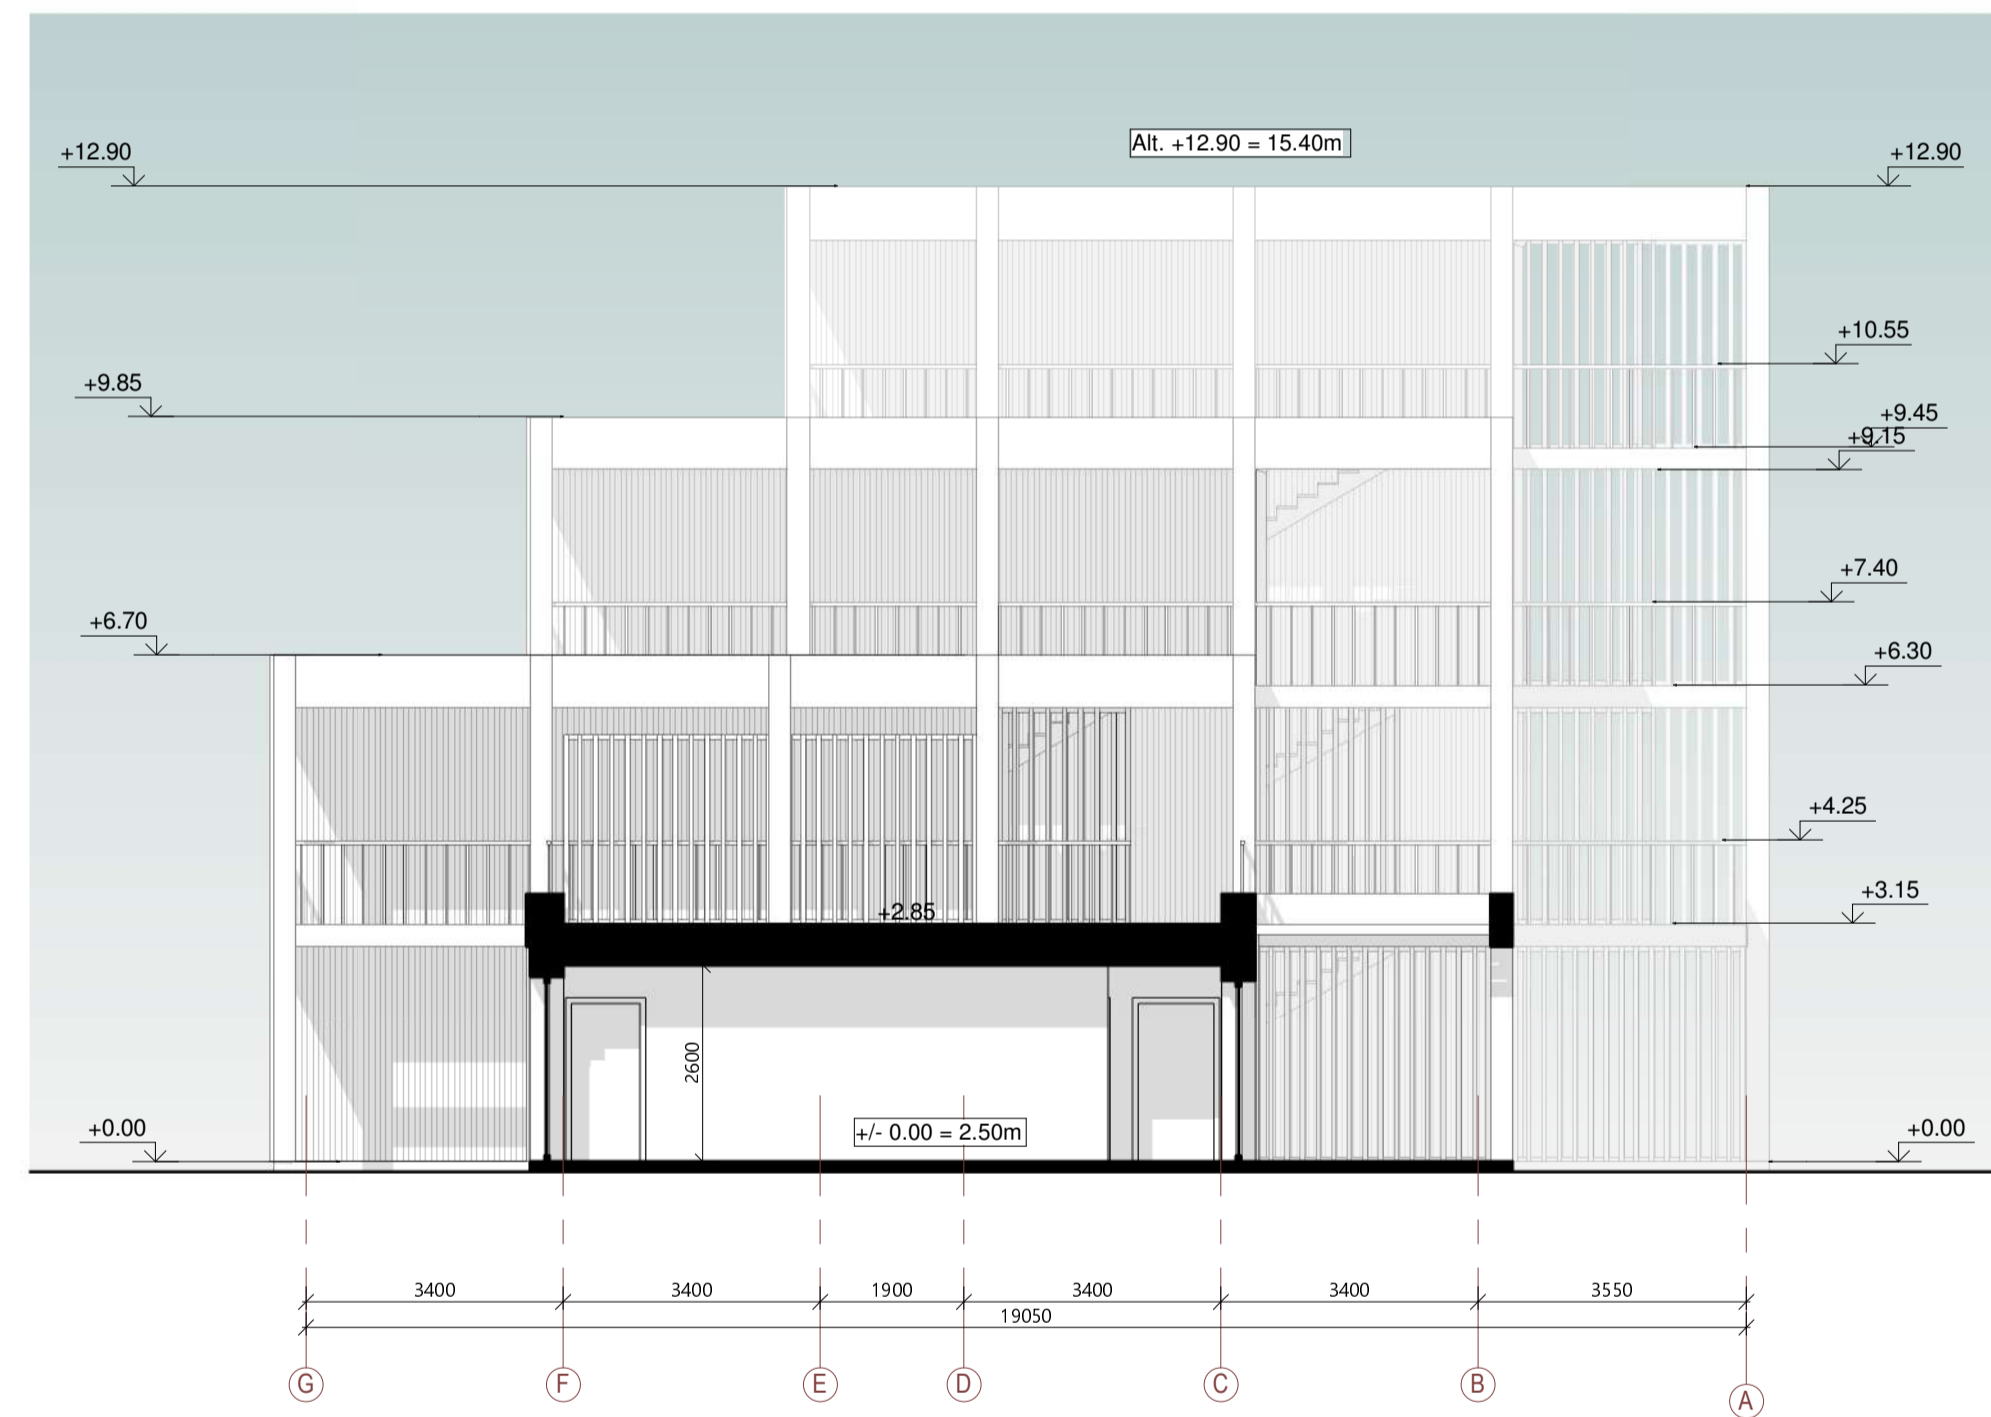 Alt. +12.90 = 15.40m
+12.90
+12.90
+10.55
+9.85
+9.45
+9.15
+7.40
+6.70
+6.30
+4.25
+3.15
+2.85
2600
+/- 0.00 = 2.50m
+0.00
+0.00
3400
3400
1900
3400
3400
3550
19050
G
F
E
D
C
B
A